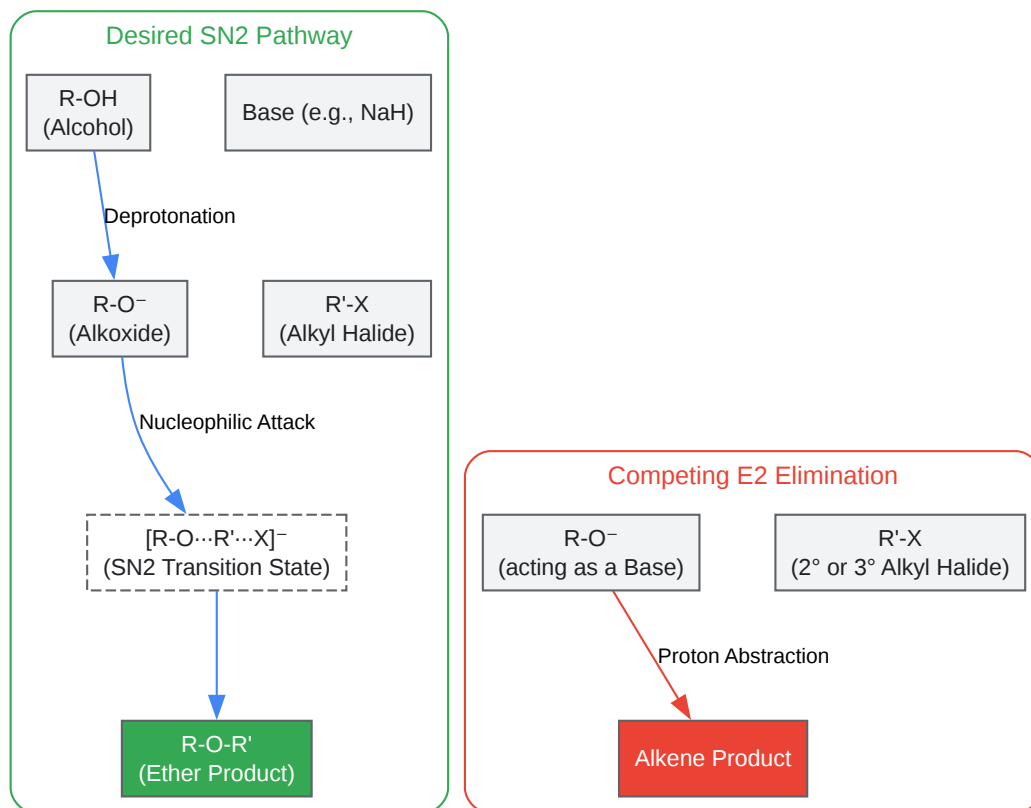 Desired SN2 Pathway
R-OH
(Alcohol)
Base (e.g., NaH)
Deprotonation
R-O⁻
(Alkoxide)
R'-X
(Alkyl Halide)
Nucleophilic Attack
[R-O···R'···X]⁻
(SN2 Transition State)
R-O-R'
(Ether Product)
Competing E2 Elimination
R-O⁻
(acting as a Base)
R'-X
(2° or 3° Alkyl Halide)
Proton Abstraction
Alkene Product